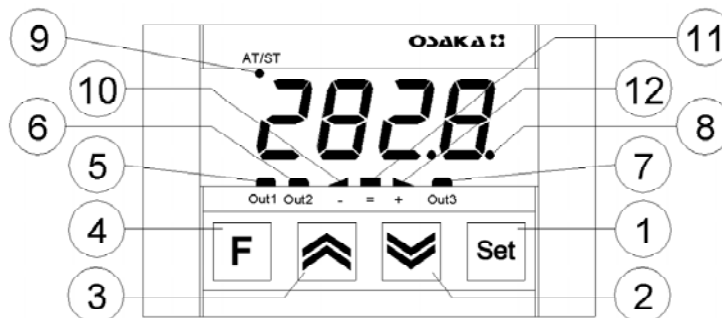 9
OSAKA
11
AT/ST
10
282.8.
12
6
8
5
7
Out1 Out2 - = + Out3
4
F
Set
1
3
2